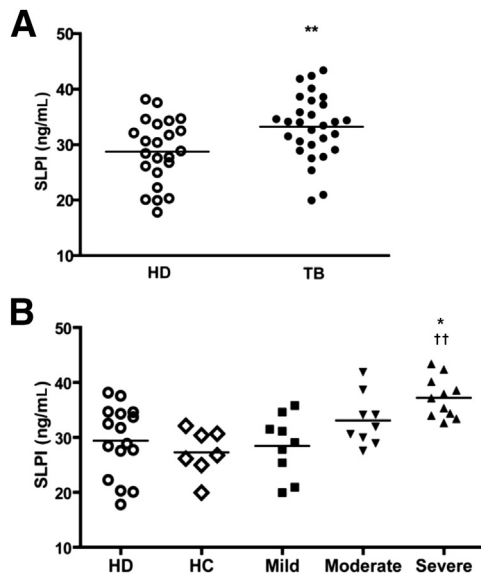 A
**
50
40
30
20
10
SLPI (ng/mL)
HD TB
B
*
††
50
40
30
20
10
SLPI (ng/mL)
HD HC Mild Moderate Severe